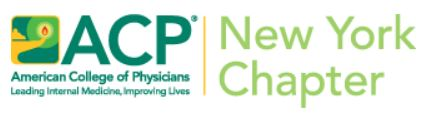 ACP®
American College of Physicians
Leading Internal Medicine, Improving Lives
New York
Chapter